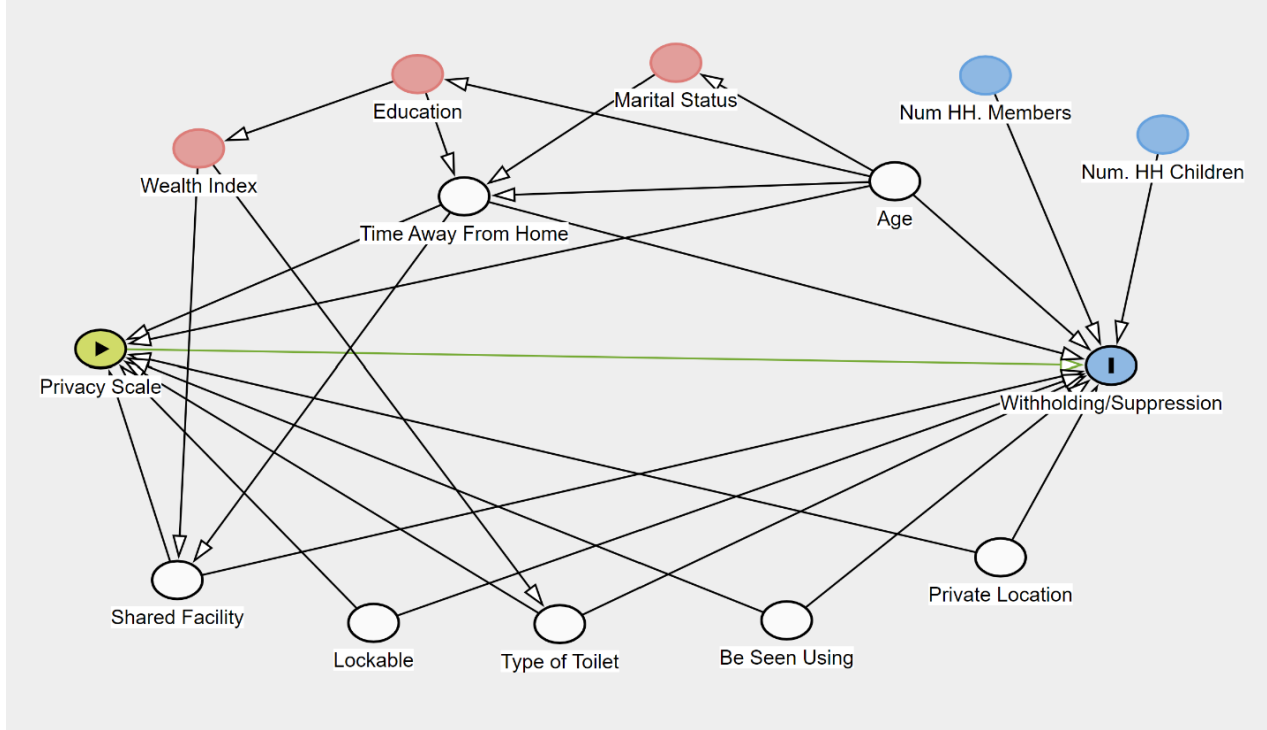 Education
Marital Status
Num HH. Members
Num. HH Children
Wealth Index
Time Away From Home
Age
Privacy Scale
Withholding/Suppression
Shared Facility
Lockable
Type of Toilet
Be Seen Using
Private Location